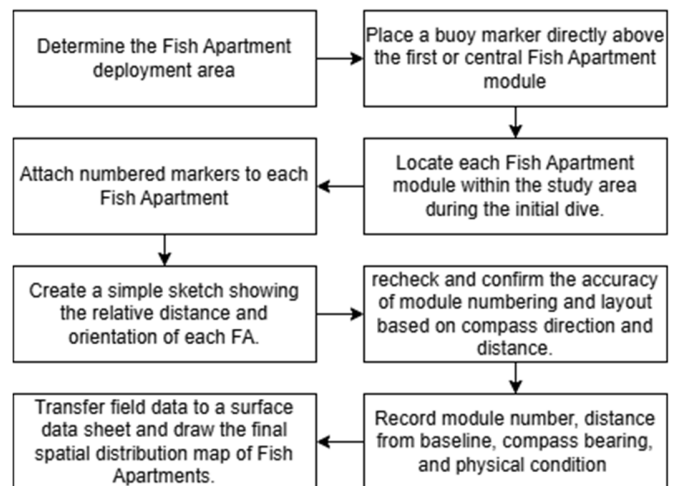 Determine the Fish Apartment
deployment area
Place a buoy marker directly above
the first or central Fish Apartment
module
Locate each Fish Apartment
module within the study area
during the initial dive.
Attach numbered markers to each
Fish Apartment
Create a simple sketch showing
the relative distance and
orientation of each FA.
recheck and confirm the accuracy
of module numbering and layout
based on compass direction and
distance.
Record module number, distance
from baseline, compass bearing,
and physical condition
Transfer field data to a surface
data sheet and draw the final
spatial distribution map of Fish
Apartments.